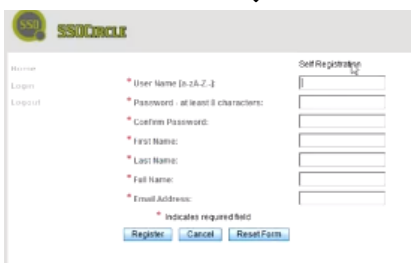 SSO SSOCIRCLE
Self Registration
Home
Login
Logout
* User Name [a-zA-Z.-]:
* Password - at least 8 characters:
* Confirm Password:
* First Name:
* Last Name:
* Full Name:
* Email Address:
* Indicates required field
Register Cancel Reset Form